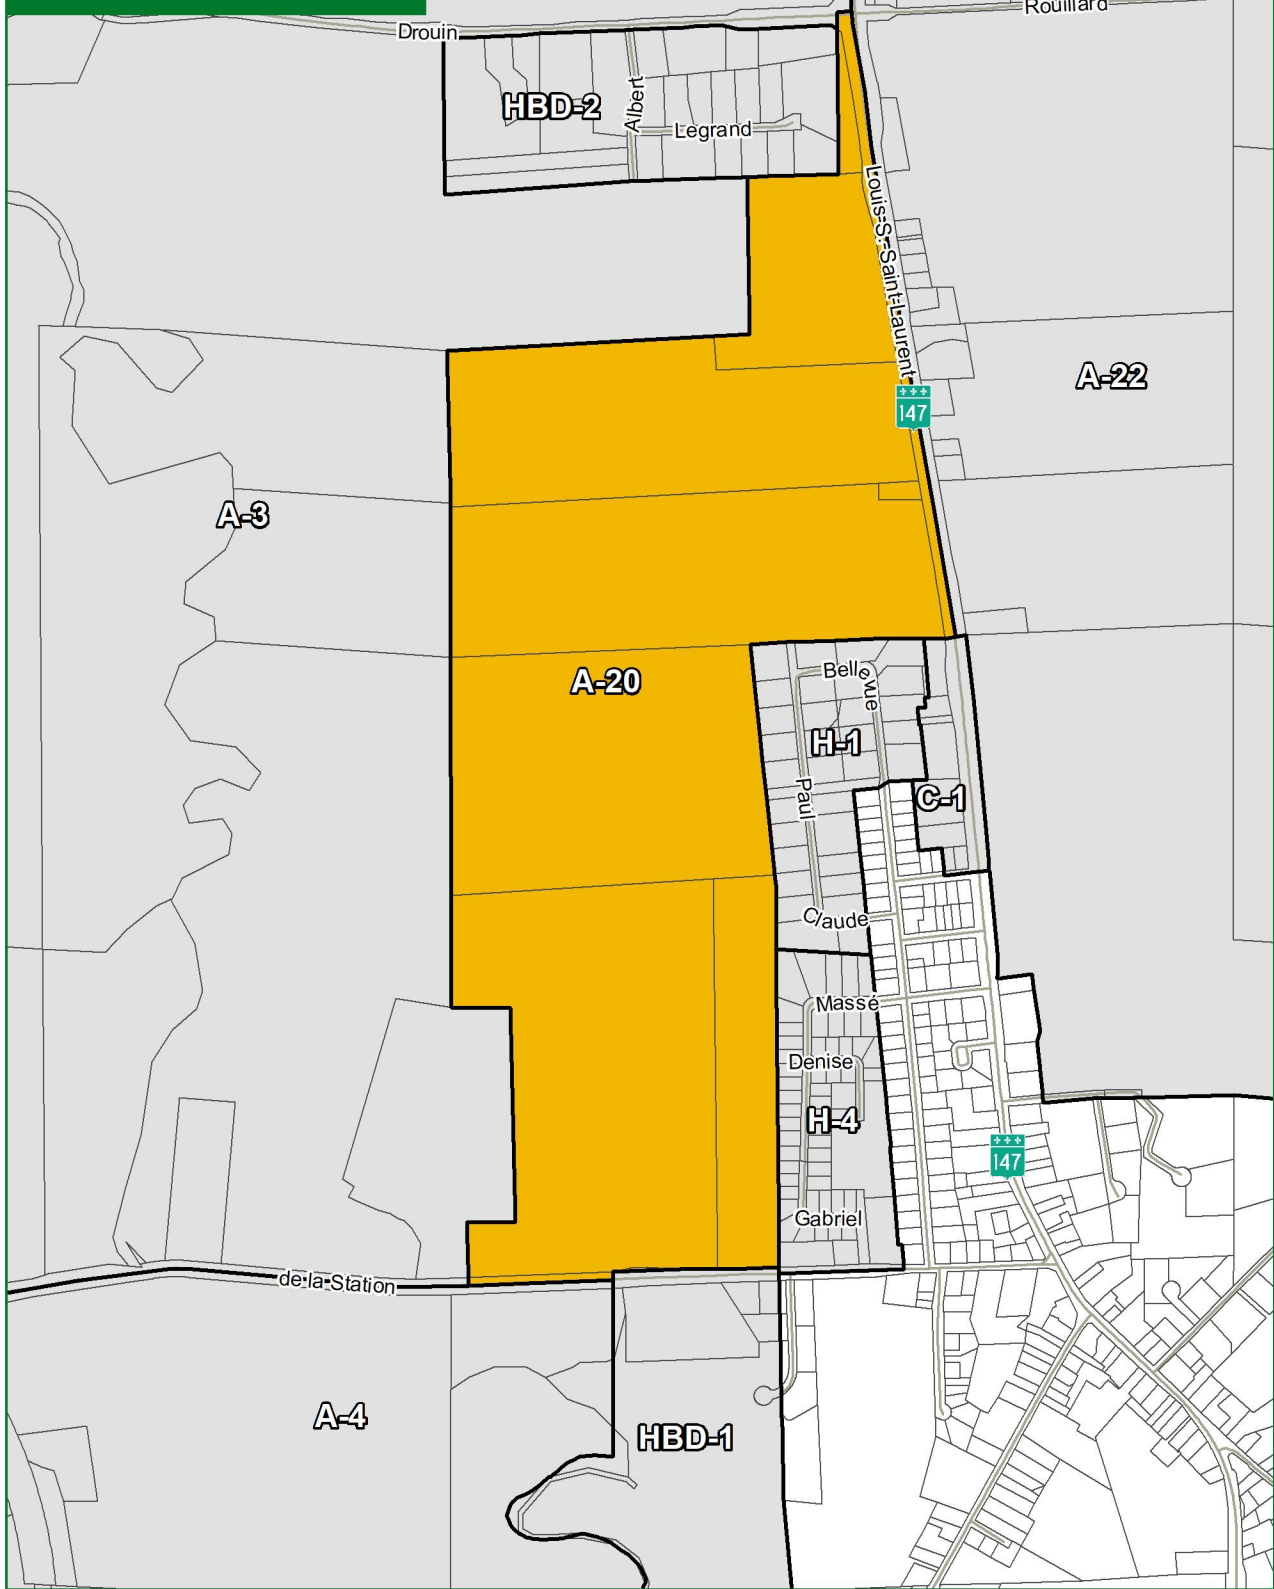 Rouillard
Drouin
HBD-2
Albert
Legrand
Louis-S.-Saint-Laurent
A-22
147
A-3
A-20
Bellevue
H-1
Paul
C-1
Claude
Massé
Denise
H-4
147
Gabriel
de la Station
A-4
HBD-1